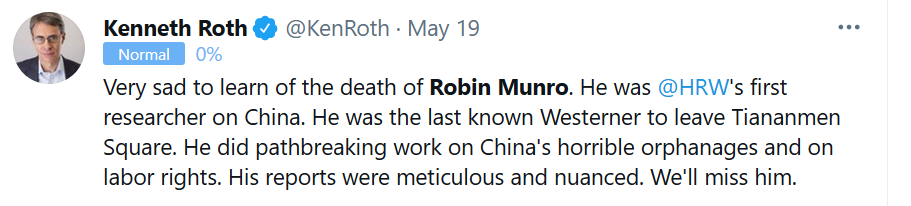 Kenneth Roth @KenRoth · May 19
Normal 0%
Very sad to learn of the death of Robin Munro. He was @HRW's first
researcher on China. He was the last known Westerner to leave Tiananmen
Square. He did pathbreaking work on China's horrible orphanages and on
labor rights. His reports were meticulous and nuanced. We'll miss him.